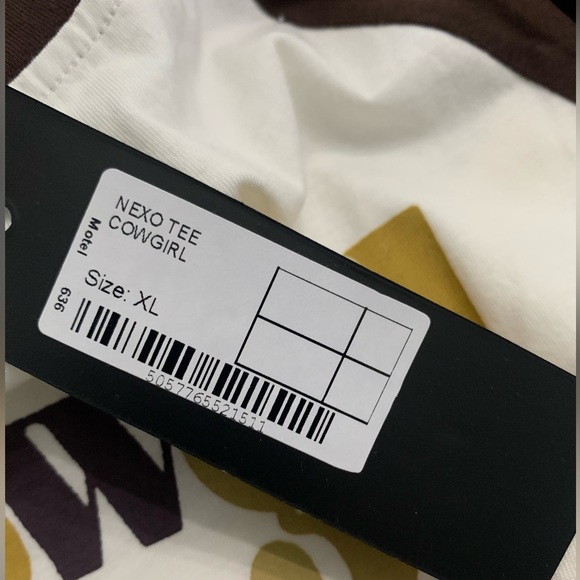 NEXO TEE
COWGIRL
Motel
Size: XL
636
5057765521511
W